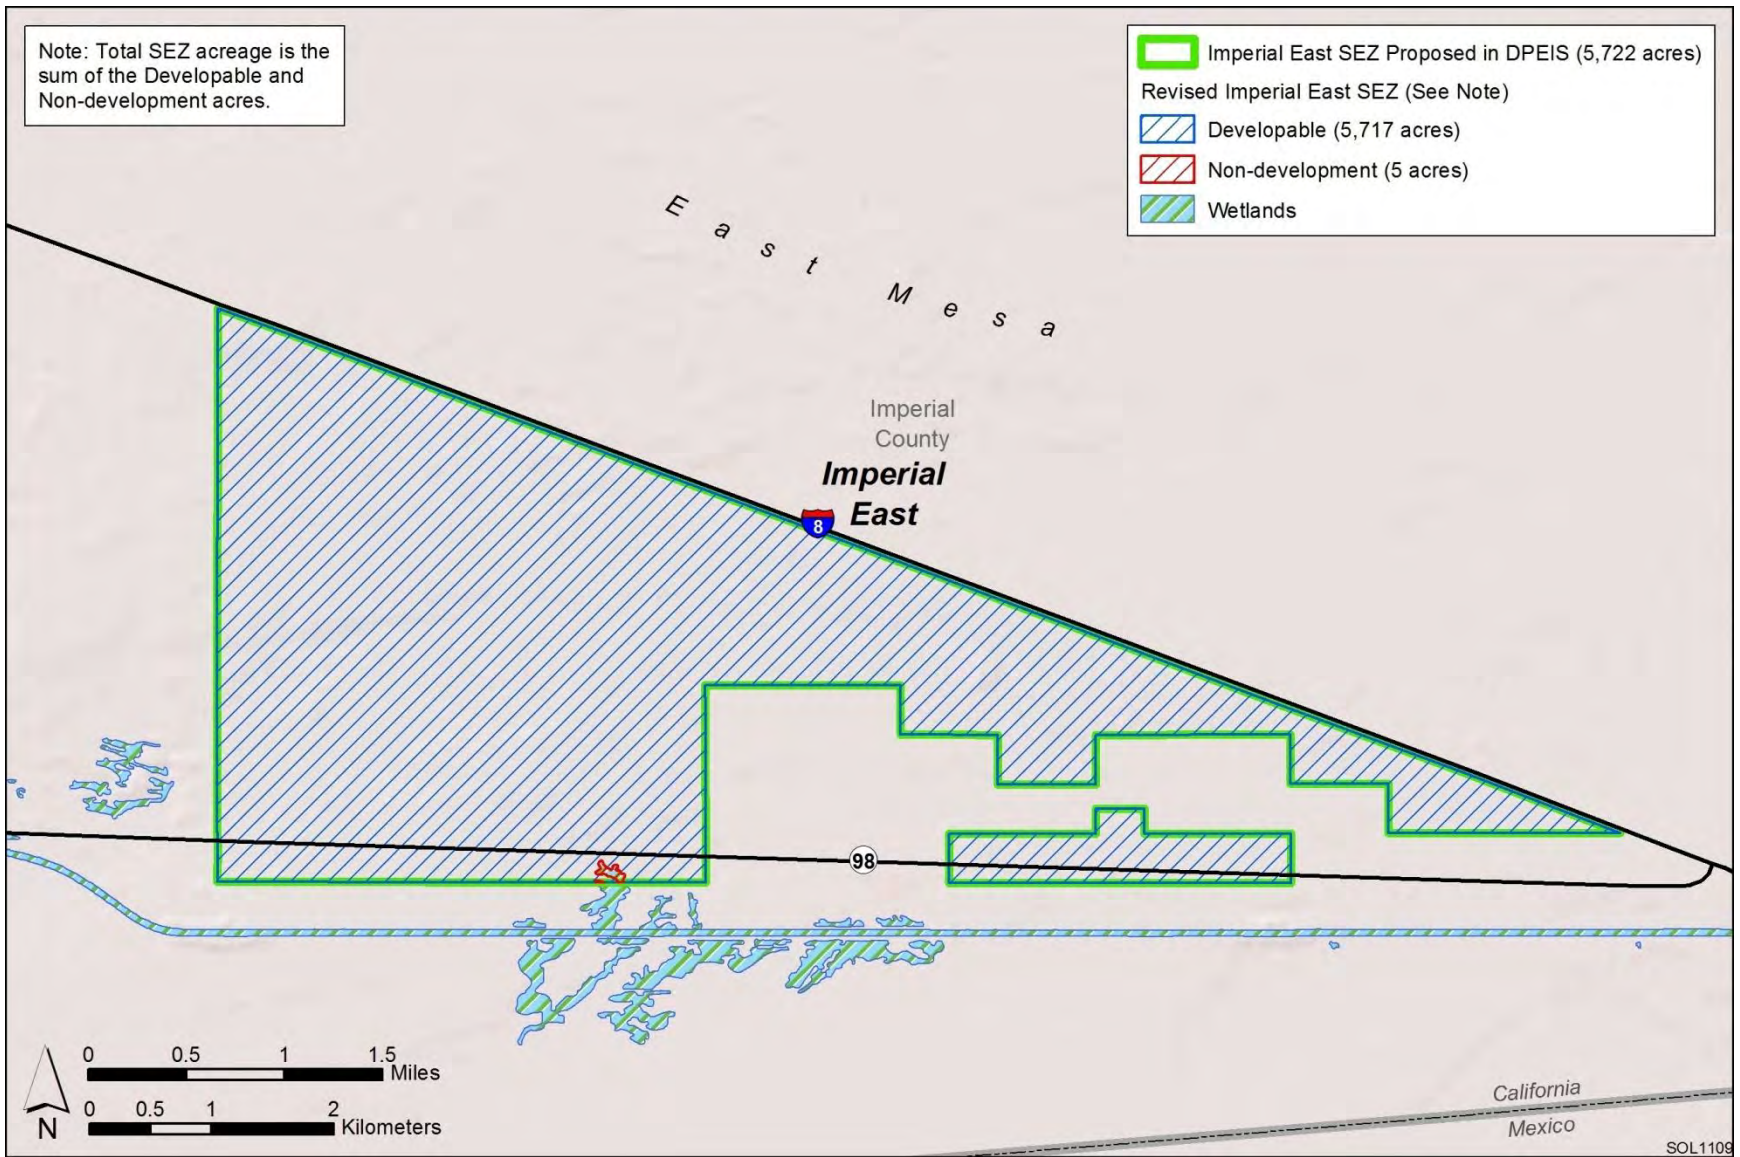 Note: Total SEZ acreage is the
sum of the Developable and
Non-development acres.
Imperial East SEZ Proposed in DPEIS (5,722 acres)
Revised Imperial East SEZ (See Note)
Developable (5,717 acres)
Non-development (5 acres)
Wetlands
East Mesa
Imperial
County
Imperial
East
8
98
0 0.5 1 1.5
Miles
0 0.5 1 2
Kilometers
N
California
Mexico
SOL1109